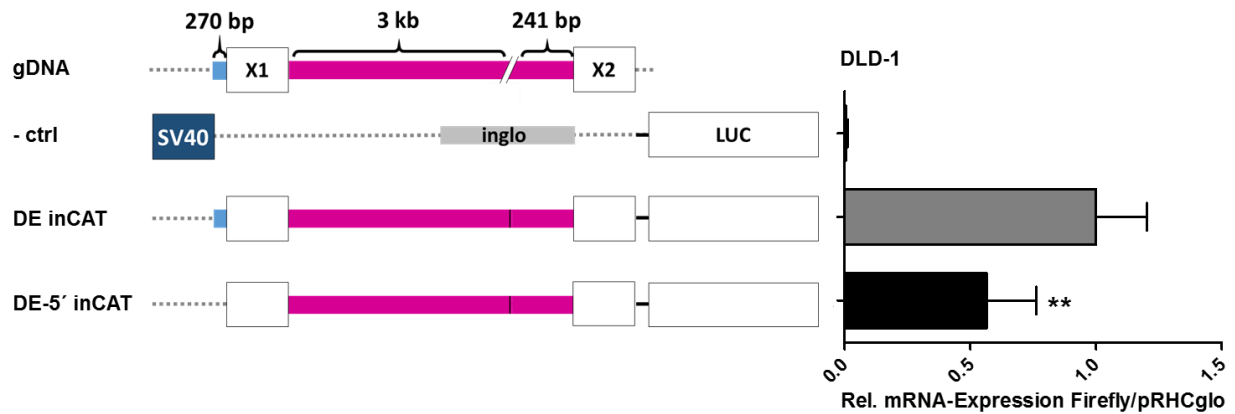 270 bp 3 kb 241 bp
gDNA X1 X2
- ctrl SV40 inglo LUC
DE inCAT
DE-5´ inCAT
DLD-1
**
0.0 0.5 1.0 1.5
Rel. mRNA-Expression Firefly/pRHCglo